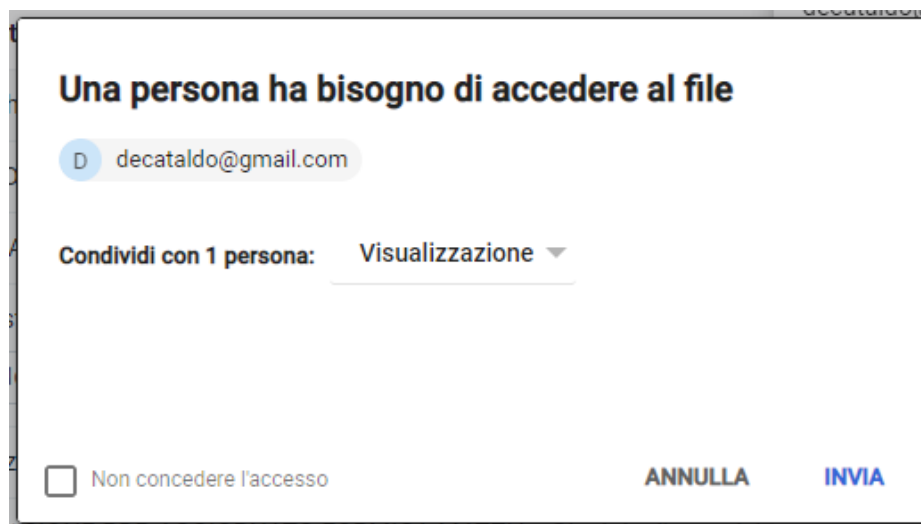 Una persona ha bisogno di accedere al file
D decataldo@gmail.com
Condividi con 1 persona: Visualizzazione
Non concedere l'accesso ANNULLA INVIA